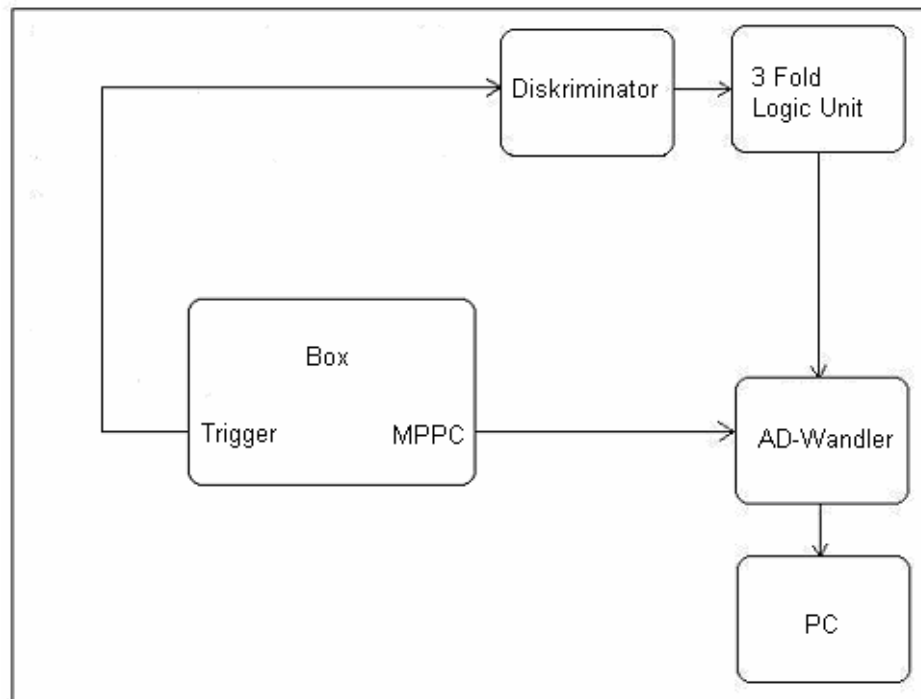 Diskriminator
3 Fold
Logic Unit
Box
Trigger
MPPC
AD-Wandler
PC